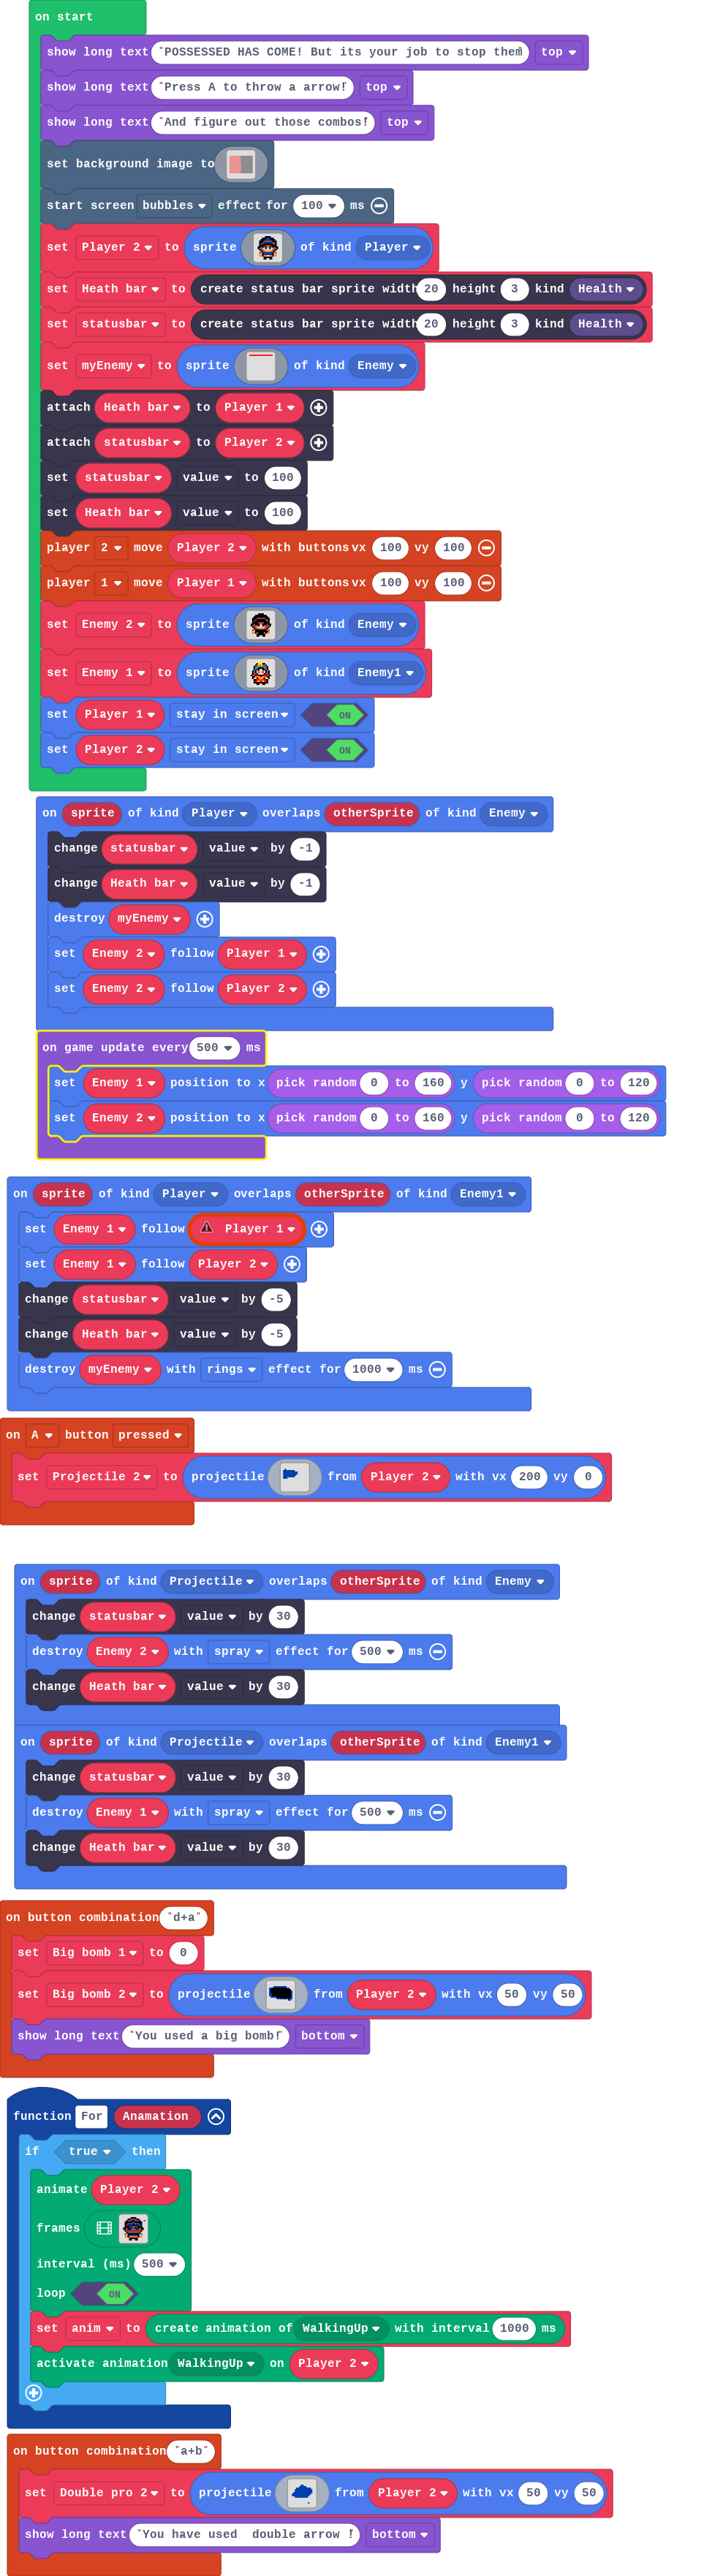 on start
show long text "POSSESSED HAS COME! But its your job to stop them" top
show long text "Press A to throw a arrow!" top
show long text "And figure out those combos!" top
set background image to
start screen bubbles effect for 100 ms
set Player 2 to sprite of kind Player
set Heath bar to create status bar sprite width 20 height 3 kind Health
set statusbar to create status bar sprite width 20 height 3 kind Health
set myEnemy to sprite of kind Enemy
attach Heath bar to Player 1
attach statusbar to Player 2
set statusbar value to 100
set Heath bar value to 100
player 2 move Player 2 with buttons vx 100 vy 100
player 1 move Player 1 with buttons vx 100 vy 100
set Enemy 2 to sprite of kind Enemy
set Enemy 1 to sprite of kind Enemy1
set Player 1 stay in screen ON
set Player 2 stay in screen ON
on sprite of kind Player overlaps otherSprite of kind Enemy
change statusbar value by -1
change Heath bar value by -1
destroy myEnemy
set Enemy 2 follow Player 1
set Enemy 2 follow Player 2
on game update every 500 ms
set Enemy 1 position to x pick random 0 to 160 y pick random 0 to 120
set Enemy 2 position to x pick random 0 to 160 y pick random 0 to 120
on sprite of kind Player overlaps otherSprite of kind Enemy1
set Enemy 1 follow Player 1
set Enemy 1 follow Player 2
change statusbar value by -5
change Heath bar value by -5
destroy myEnemy with rings effect for 1000 ms
on A button pressed
set Projectile 2 to projectile from Player 2 with vx 200 vy 0
on sprite of kind Projectile overlaps otherSprite of kind Enemy
change statusbar value by 30
destroy Enemy 2 with spray effect for 500 ms
change Heath bar value by 30
on sprite of kind Projectile overlaps otherSprite of kind Enemy1
change statusbar value by 30
destroy Enemy 1 with spray effect for 500 ms
change Heath bar value by 30
on button combination "d+a"
set Big bomb 1 to 0
set Big bomb 2 to projectile from Player 2 with vx 50 vy 50
show long text "You used a big bomb!" bottom
function For Anamation
if true then
animate Player 2
frames
interval (ms) 500
loop ON
set anim to create animation of WalkingUp with interval 1000 ms
activate animation WalkingUp on Player 2
on button combination "a+b"
set Double pro 2 to projectile from Player 2 with vx 50 vy 50
show long text "You have used  double arrow !" bottom